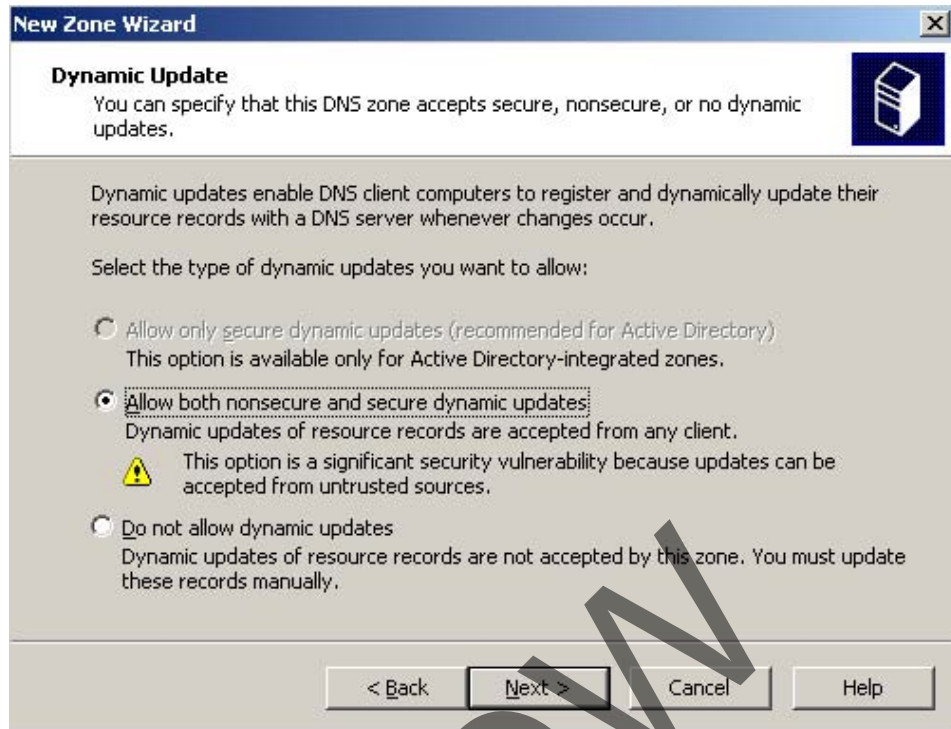 New Zone Wizard
Dynamic Update
You can specify that this DNS zone accepts secure, nonsecure, or no dynamic
updates.
Dynamic updates enable DNS client computers to register and dynamically update their
resource records with a DNS server whenever changes occur.
Select the type of dynamic updates you want to allow:
Allow only secure dynamic updates (recommended for Active Directory)
This option is available only for Active Directory-integrated zones.
Allow both nonsecure and secure dynamic updates
Dynamic updates of resource records are accepted from any client.
This option is a significant security vulnerability because updates can be
accepted from untrusted sources.
Do not allow dynamic updates
Dynamic updates of resource records are not accepted by this zone. You must update
these records manually.
< Back Next > Cancel Help